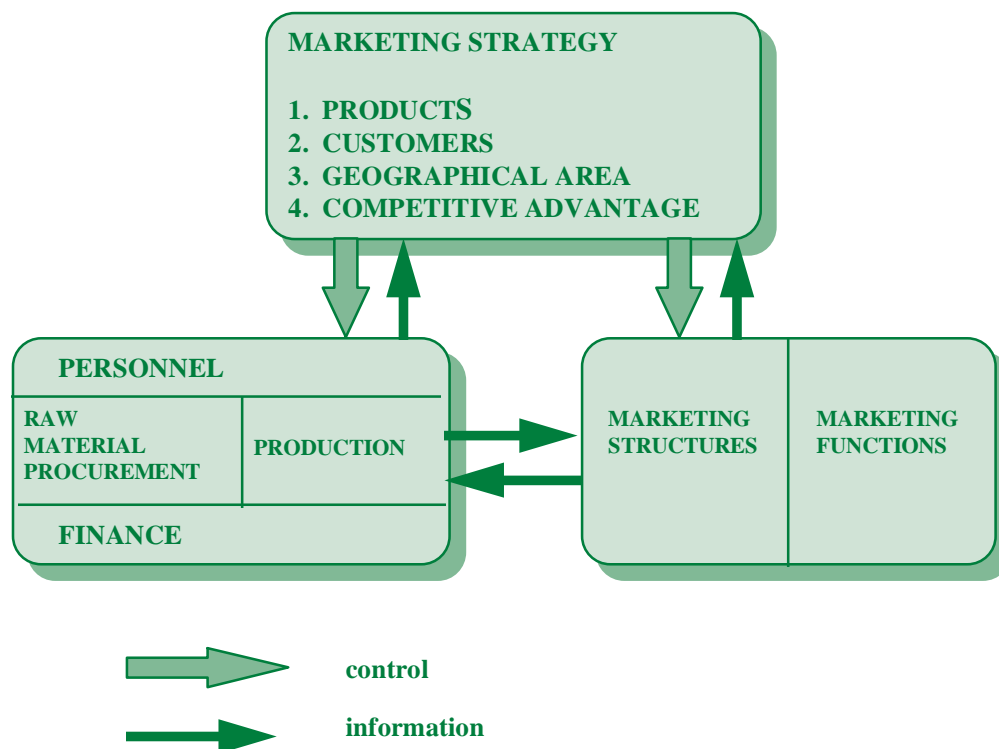 MARKETING STRATEGY
1. PRODUCTS
2. CUSTOMERS
3. GEOGRAPHICAL AREA
4. COMPETITIVE ADVANTAGE
PERSONNEL
RAW
MATERIAL
PROCUREMENT
PRODUCTION
FINANCE
MARKETING
STRUCTURES
MARKETING
FUNCTIONS
control
information